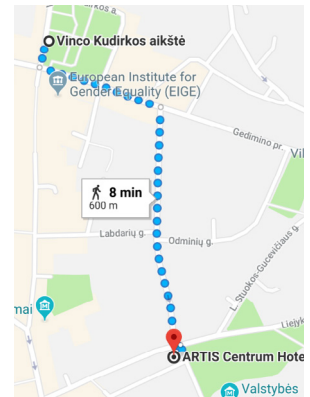 Vinco Kudirkos aikštė
European Institute for
Gender Equality (EIGE)
Gedimino pr.
8 min
600 m
Labdarių g.
Odminių g.
L. Stuokos-Gucevičiaus g.
mai
ARTIS Centrum Hote
Valstybės